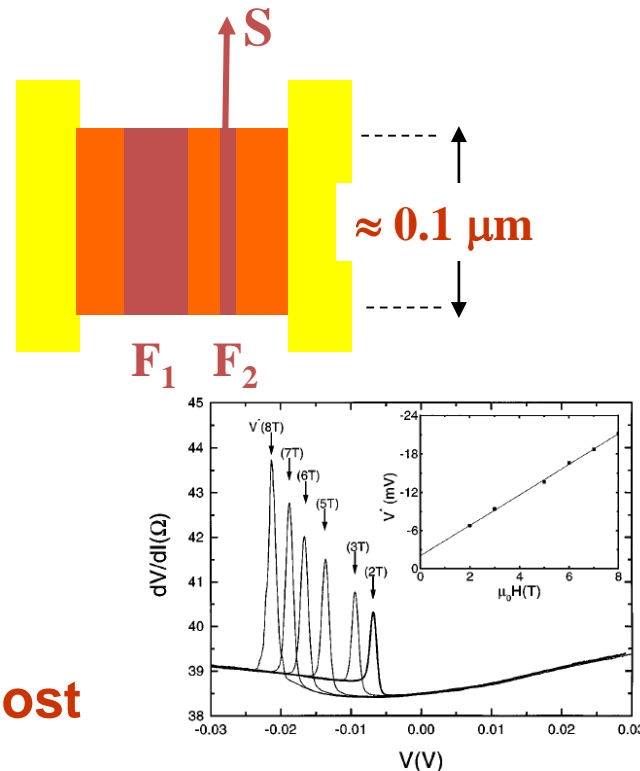 S
≈ 0.1 μm
F₁ F₂
45
44
43
42
41
40
39
38
dV/dI(Ω)
V*(8T)
(7T)
(6T)
(5T)
(3T)
(2T)
-24
-18
-12
-6
0
V* (mV)
0 2 4 6 8
μ₀H(T)
-0.03 -0.02 -0.01 0.00 0.01 0.02 0.03
V(V)
ost